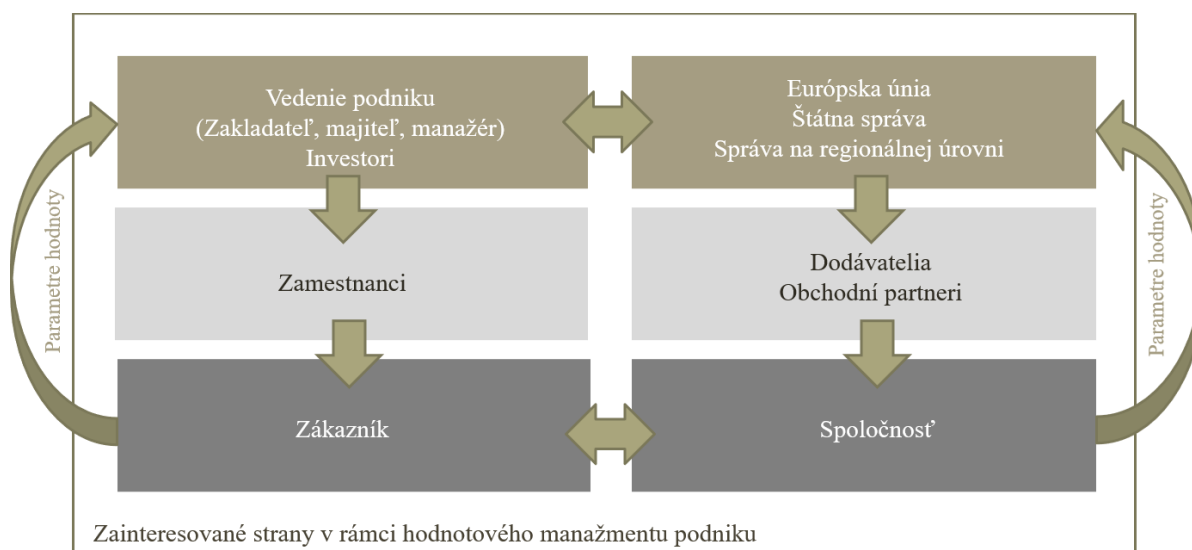 Vedenie podniku
(Zakladateľ, majiteľ, manažér)
Investori
Európska únia
Štátna správa
Správa na regionálnej úrovni
Parametre hodnoty
Zamestnanci
Dodávatelia
Obchodní partneri
Parametre hodnoty
Zákazník
Spoločnosť
Zainteresované strany v rámci hodnotového manažmentu podniku